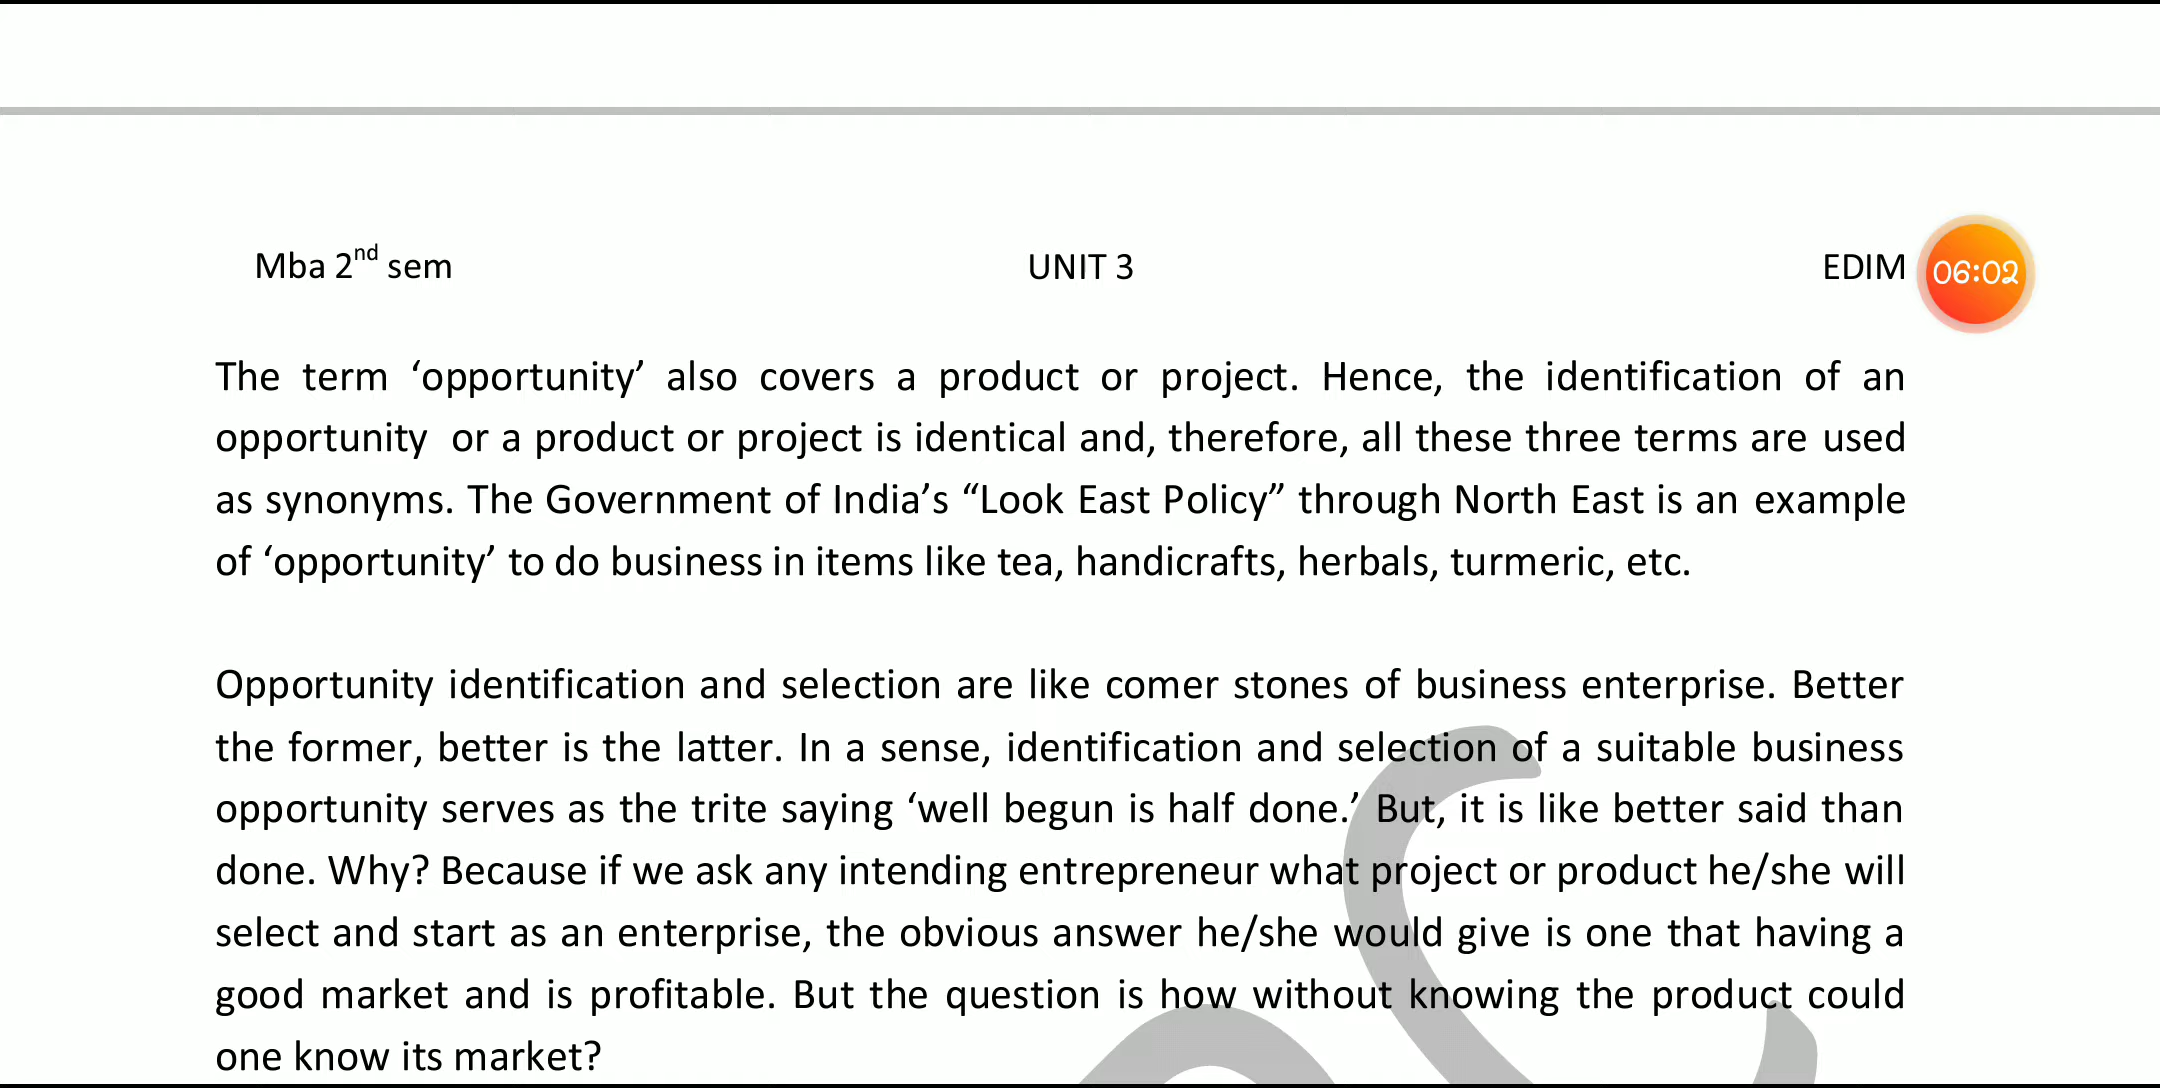 Mba 2nd sem UNIT 3 EDIM 06:02
The term ‘opportunity’ also covers a product or project. Hence, the identification of an
opportunity or a product or project is identical and, therefore, all these three terms are used
as synonyms. The Government of India’s “Look East Policy” through North East is an example
of ‘opportunity’ to do business in items like tea, handicrafts, herbals, turmeric, etc.
Opportunity identification and selection are like comer stones of business enterprise. Better
the former, better is the latter. In a sense, identification and selection of a suitable business
opportunity serves as the trite saying ‘well begun is half done.’ But, it is like better said than
done. Why? Because if we ask any intending entrepreneur what project or product he/she will
select and start as an enterprise, the obvious answer he/she would give is one that having a
good market and is profitable. But the question is how without knowing the product could
one know its market?